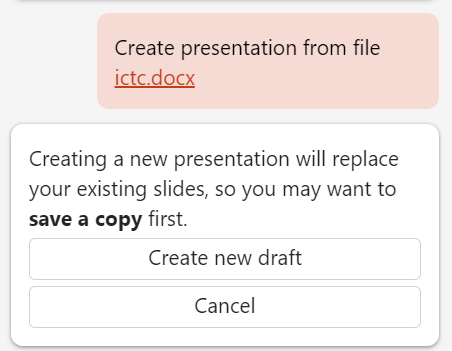 Create presentation from file
ictc.docx
Creating a new presentation will replace
your existing slides, so you may want to
save a copy first.
Create new draft
Cancel